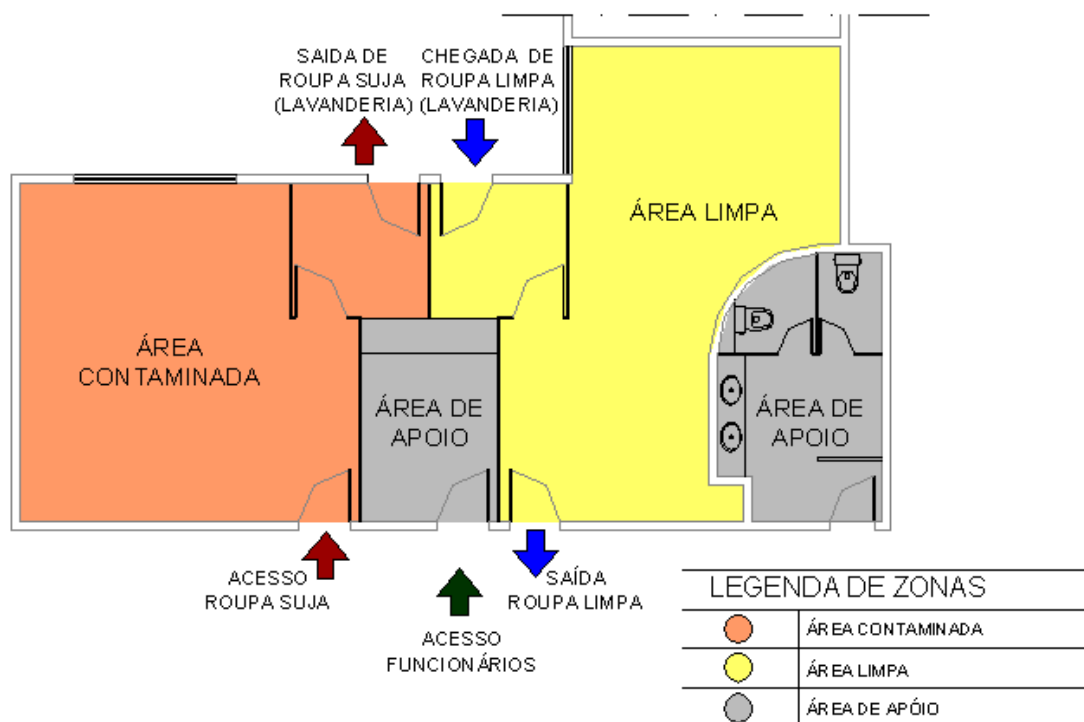 SAIDA DE
ROUPA SUJA
(LAVANDERIA)
CHEGADA DE
ROUPA LIMPA
(LAVANDERIA)
ÁREA LIMPA
ÁREA
CONTAMINADA
ÁREA DE
APOIO
ÁREA DE
APOIO
ACESSO
ROUPA SUJA
ACESSO
FUNCIONÁRIOS
SAÍDA
ROUPA LIMPA
LEGENDA DE ZONAS
ÁREA CONTAMINADA
ÁREA LIMPA
ÁREA DE APÓIO